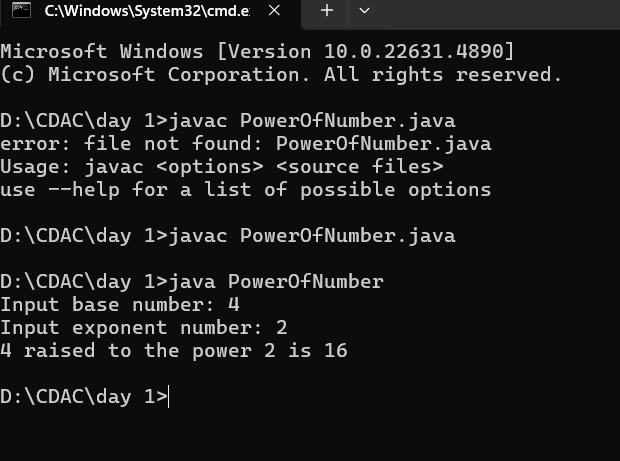 C:\Windows\System32\cmd.e
Microsoft Windows [Version 10.0.22631.4890]
(c) Microsoft Corporation. All rights reserved.
D:\CDAC\day 1>javac PowerOfNumber.java
error: file not found: PowerOfNumber.java
Usage: javac <options> <source files>
use --help for a list of possible options
D:\CDAC\day 1>javac PowerOfNumber.java
D:\CDAC\day 1>java PowerOfNumber
Input base number: 4
Input exponent number: 2
4 raised to the power 2 is 16
D:\CDAC\day 1>